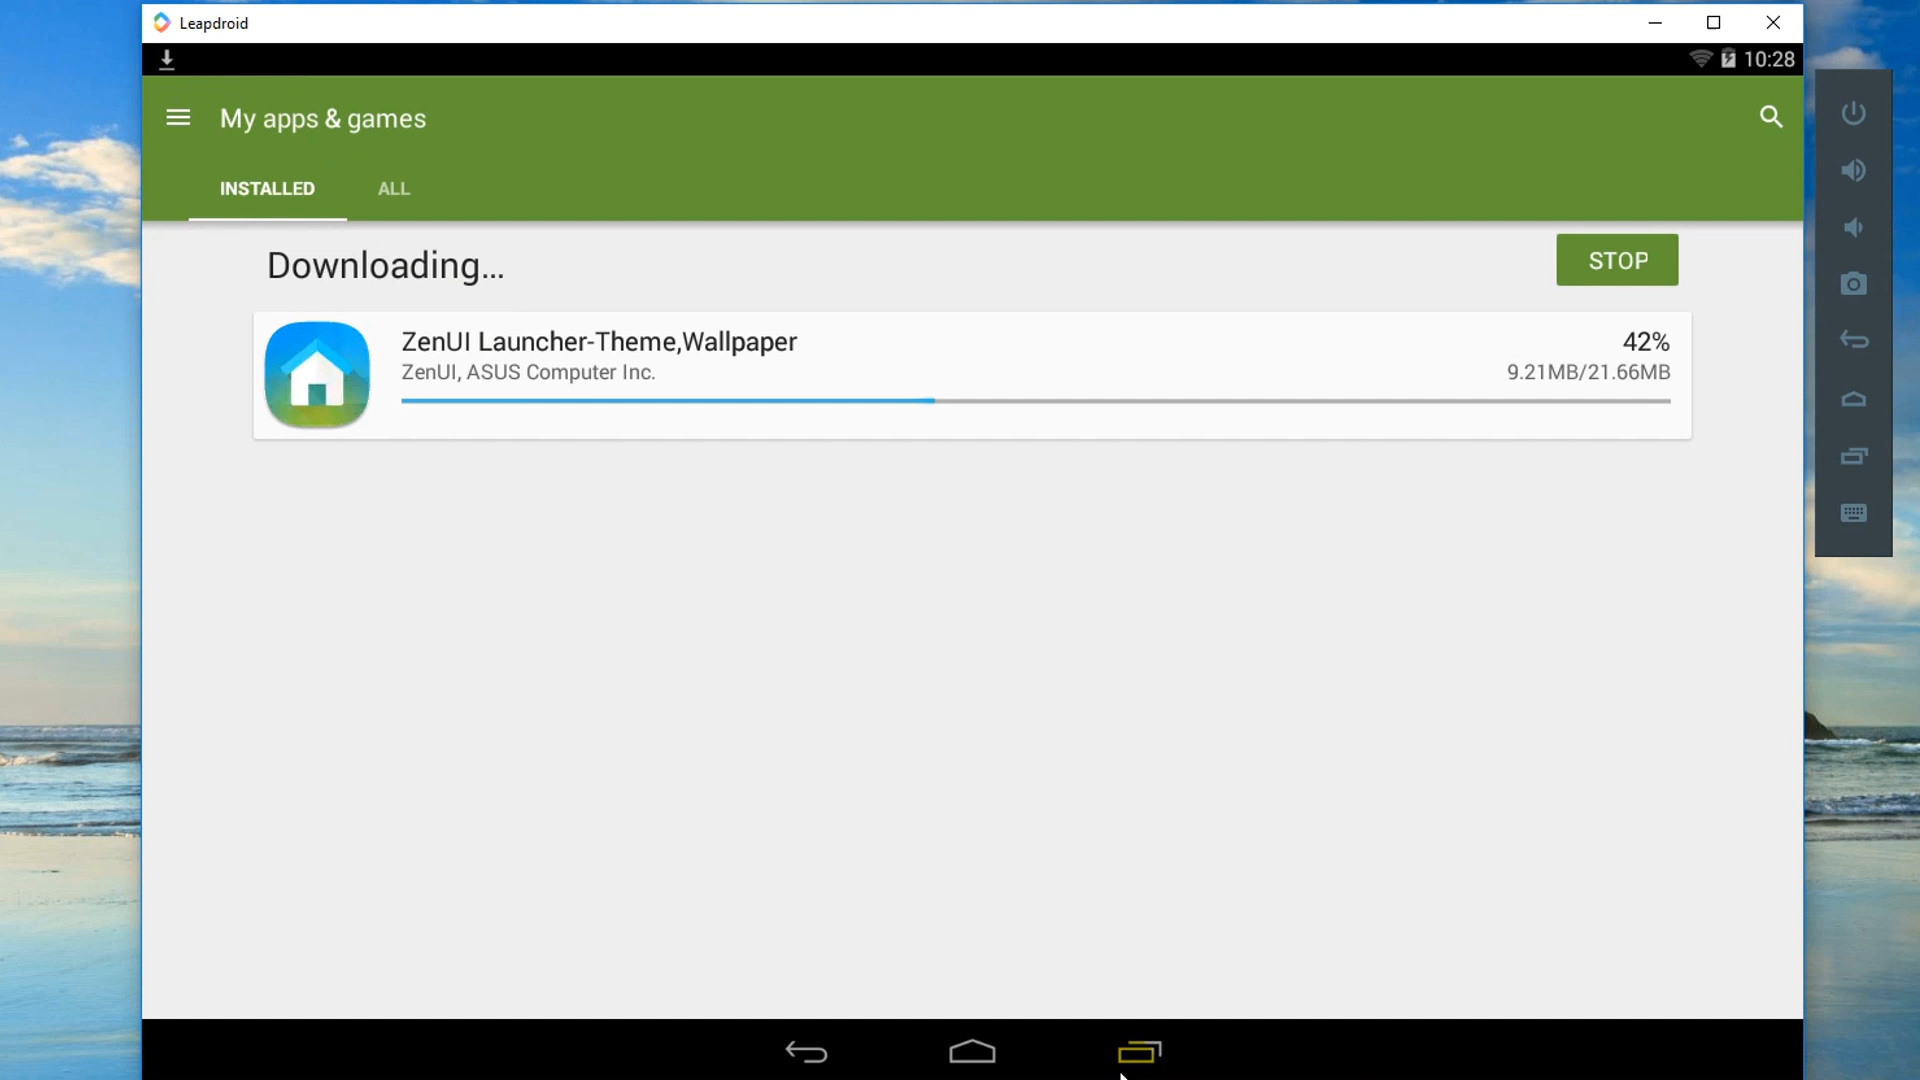 Leapdroid
10:28
My apps & games
INSTALLED
ALL
Downloading...
STOP
ZenUI Launcher-Theme,Wallpaper
42%
ZenUI, ASUS Computer Inc.
9.21MB/21.66MB